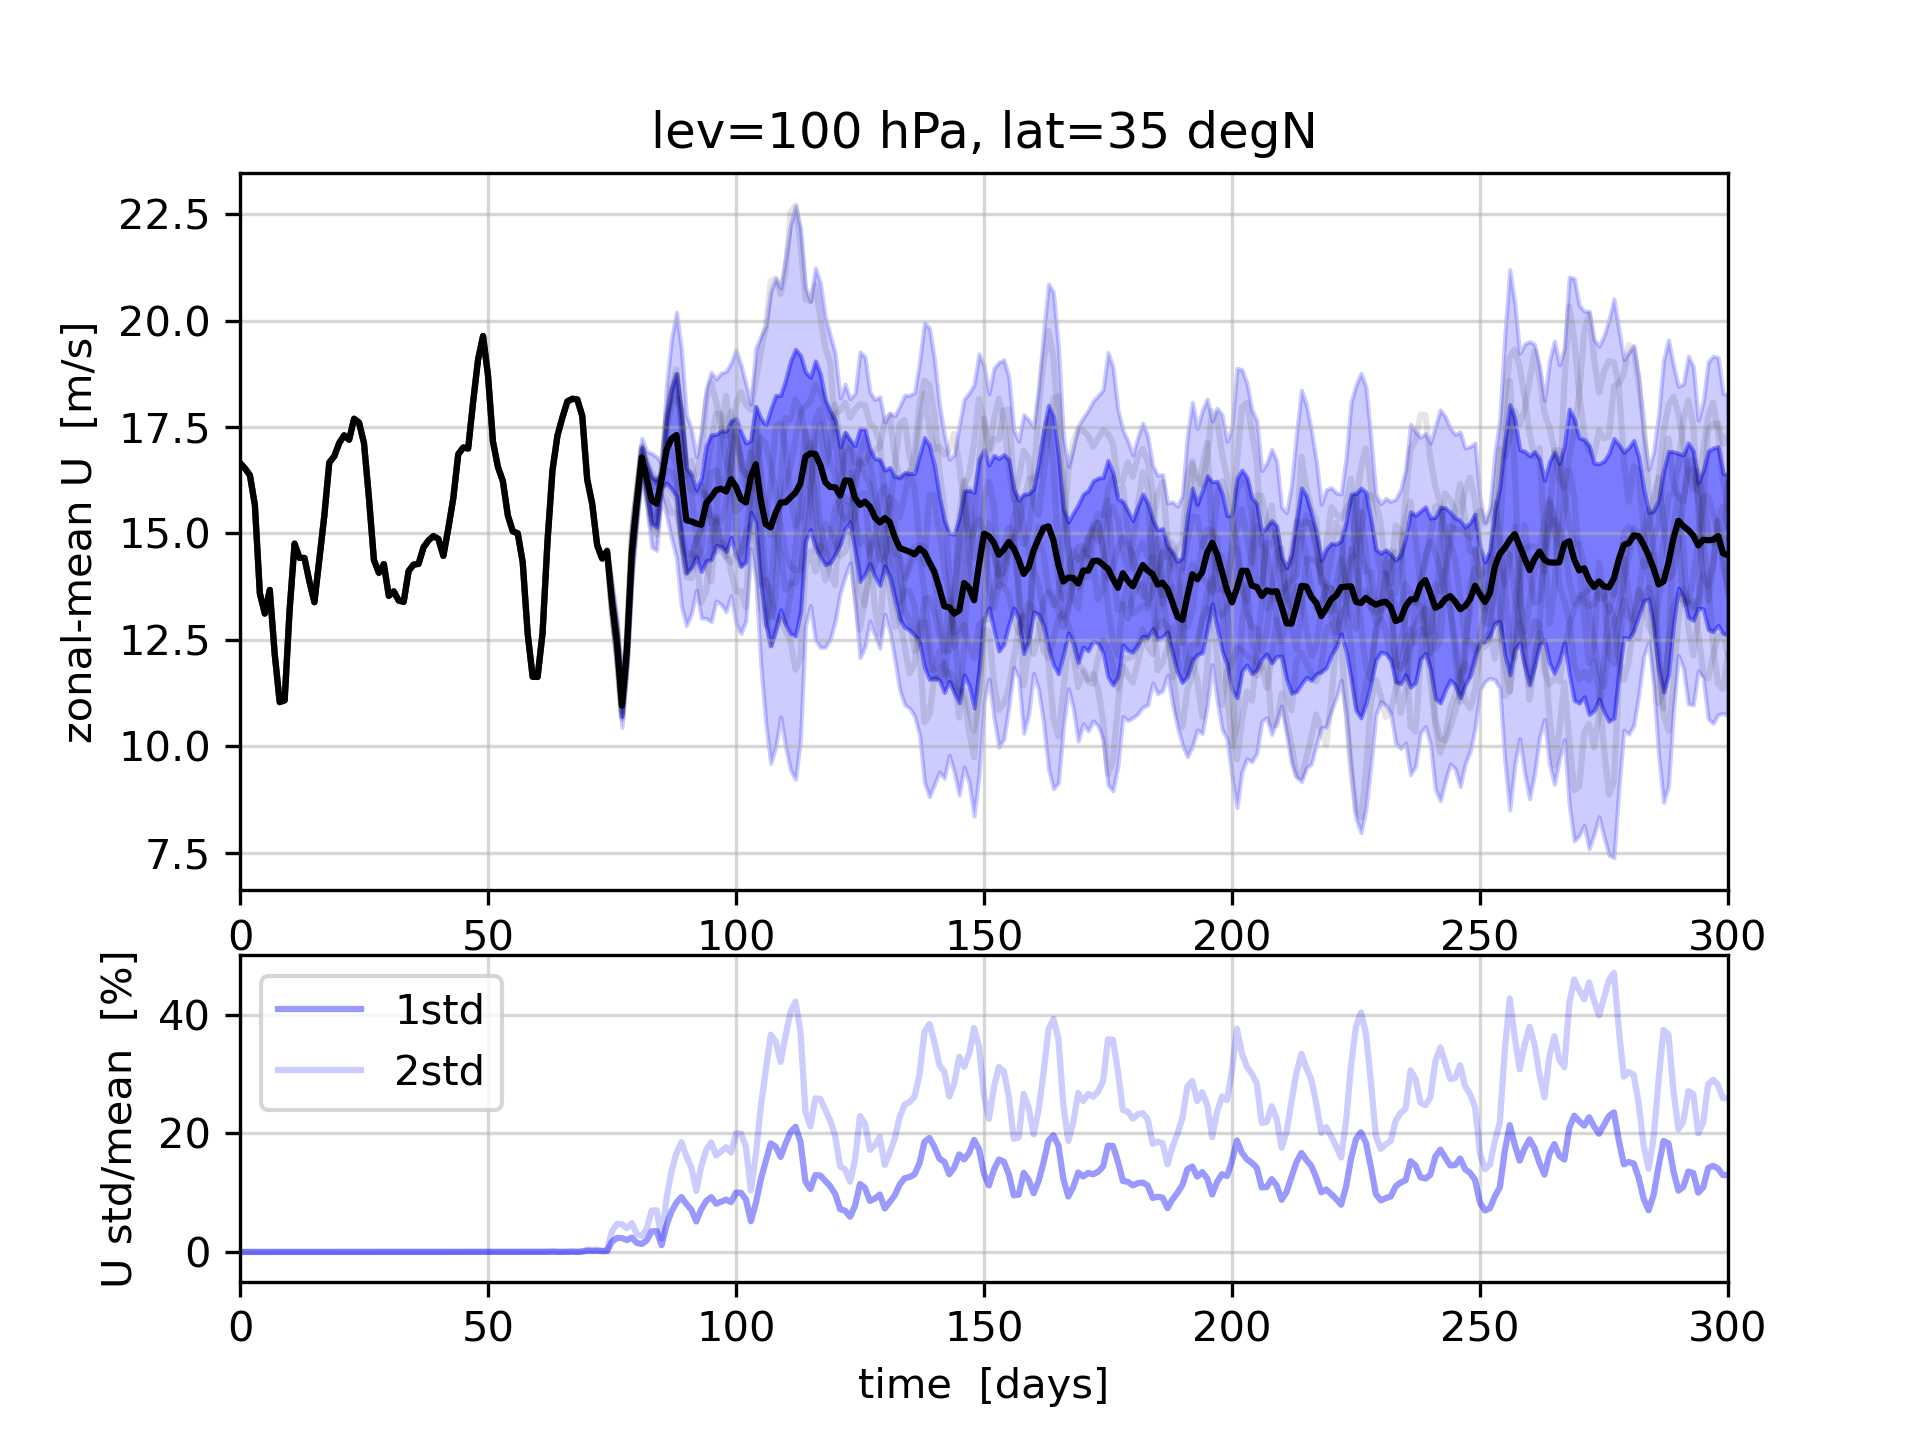 lev=100 hPa, lat=35 degN
zonal-mean U  [m/s]
22.5
20.0
17.5
15.0
12.5
10.0
7.5
0 50 100 150 200 250 300
U std/mean  [%]
40
20
0
1std
2std
0 50 100 150 200 250 300
time  [days]